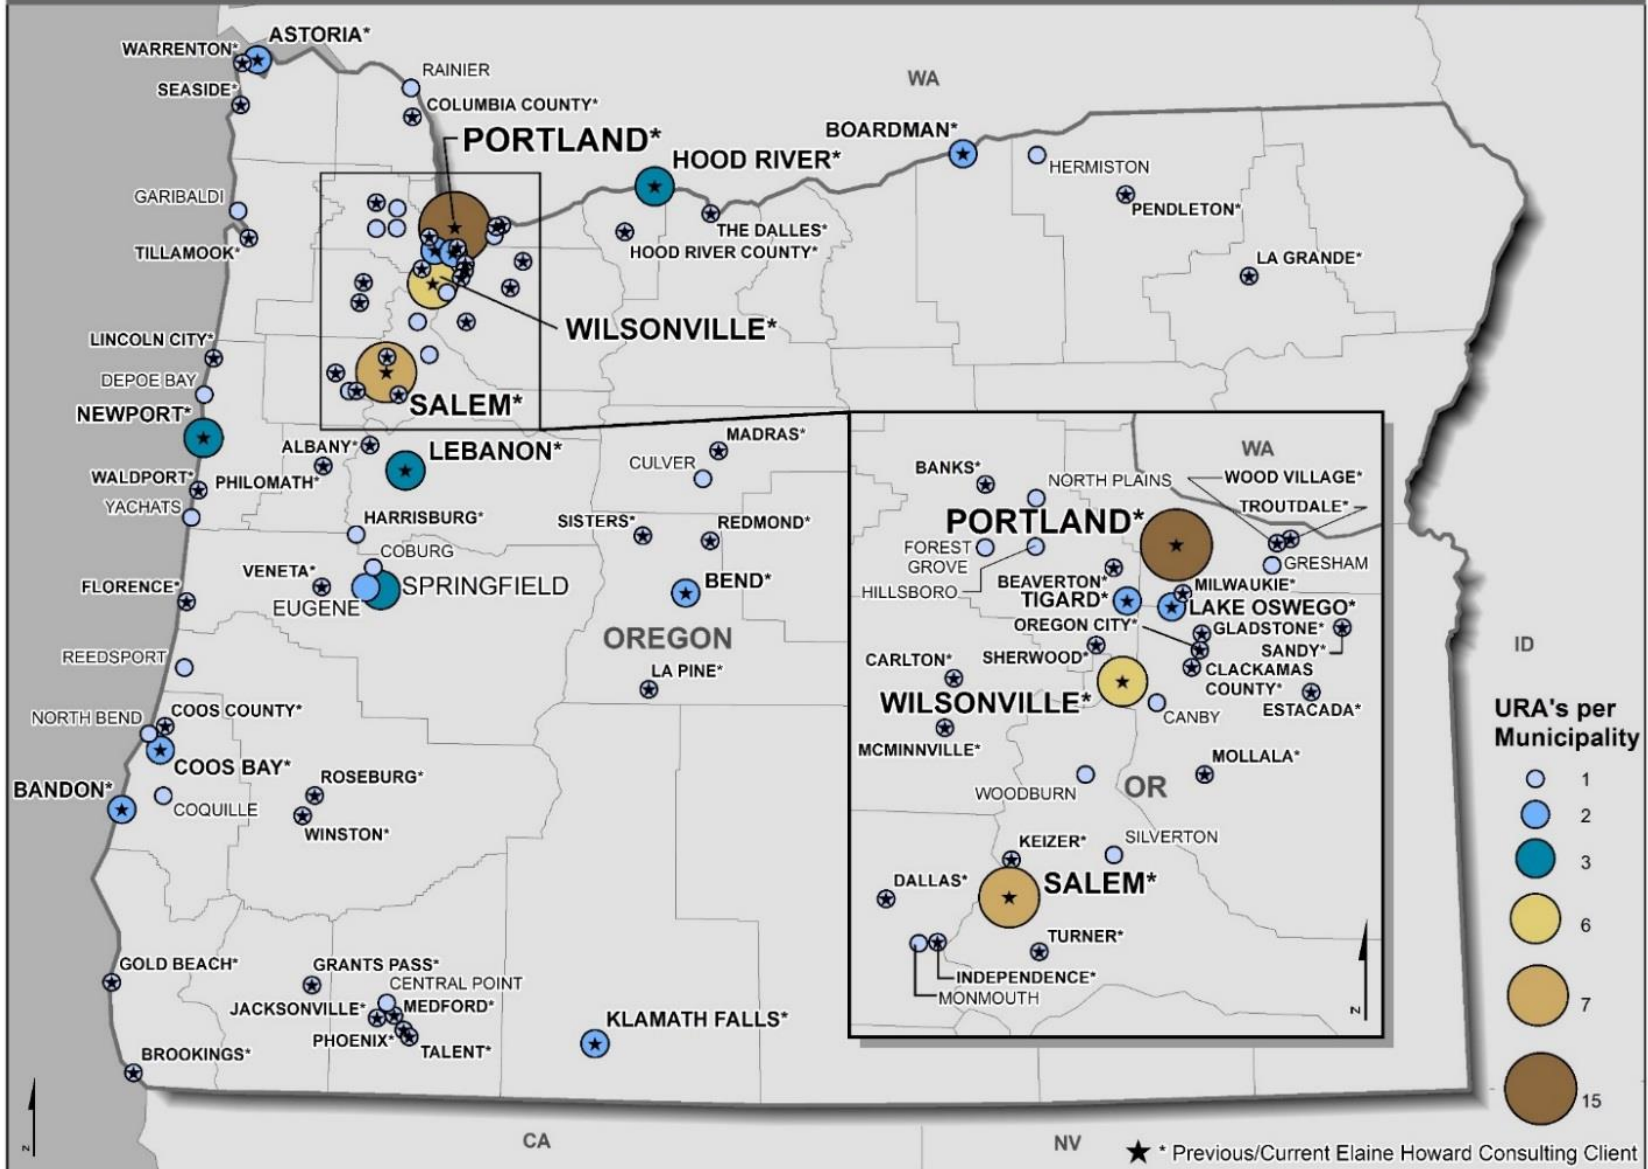 ASTORIA*
WARRENTON*
RAINIER
WA
SEASIDE*
COLUMBIA COUNTY*
PORTLAND*
BOARDMAN*
HOOD RIVER*
HERMISTON
GARIBALDI
PENDLETON*
THE DALLES*
TILLAMOOK*
HOOD RIVER COUNTY*
LA GRANDE*
WILSONVILLE*
LINCOLN CITY*
DEPOE BAY
NEWPORT*
SALEM*
ALBANY*
LEBANON*
MADRAS*
CULVER
WALDPORT*
PHILOMATH*
YACHATS
HARRISBURG*
SISTERS*
REDMOND*
COBURG
VENETA*
FLORENCE*
SPRINGFIELD
BEND*
EUGENE
OREGON
REEDSPORT
LA PINE*
NORTH BEND
COOS COUNTY*
COOS BAY*
ROSEBURG*
BANDON*
COQUILLE
WINSTON*
GOLD BEACH*
GRANTS PASS*
CENTRAL POINT
JACKSONVILLE*
MEDFORD*
PHOENIX*
TALENT*
KLAMATH FALLS*
BROOKINGS*
N
CA
NV
ID
WA
BANKS*
NORTH PLAINS
WOOD VILLAGE*
TROUTDALE*
PORTLAND*
FOREST
GROVE
GRESHAM
HILLSBORO
BEAVERTON*
MILWAUKIE*
TIGARD*
LAKE OSWEGO*
OREGON CITY*
GLADSTONE*
SANDY*
SHERWOOD*
CARLTON*
CLACKAMAS
COUNTY*
WILSONVILLE*
ESTACADA*
CANBY
MCMINNVILLE*
MOLLALA*
WOODBURN
OR
KEIZER*
SILVERTON
DALLAS*
SALEM*
TURNER*
INDEPENDENCE*
MONMOUTH
N
URA's per
Municipality
1
2
3
6
7
15
* Previous/Current Elaine Howard Consulting Client